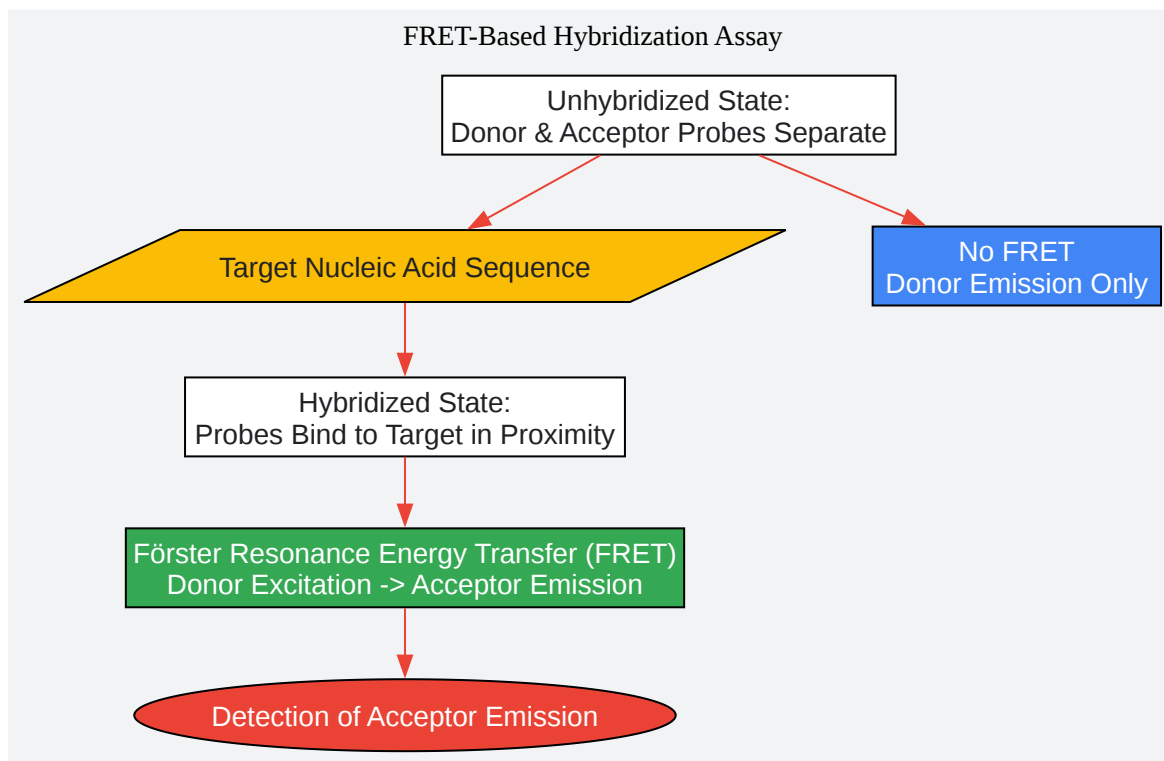 FRET-Based Hybridization Assay
Unhybridized State:
Donor & Acceptor Probes Separate
Target Nucleic Acid Sequence
No FRET
Donor Emission Only
Hybridized State:
Probes Bind to Target in Proximity
Förster Resonance Energy Transfer (FRET)
Donor Excitation -> Acceptor Emission
Detection of Acceptor Emission